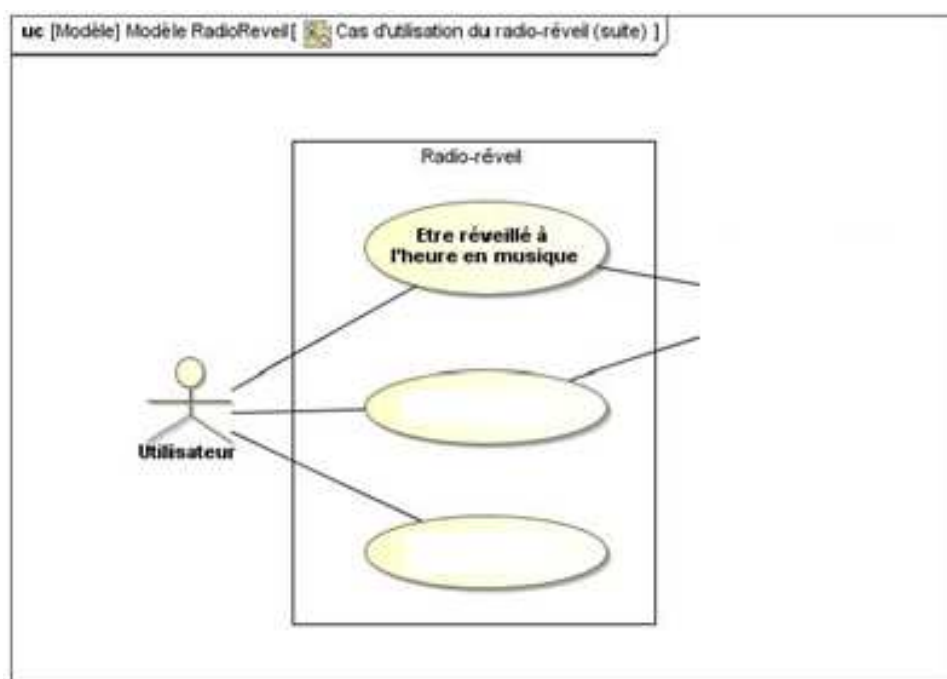 uc [Modèle] Modèle RadioReveil [ Cas d'utilisation du radio-réveil (suite) ]
Radio-réveil
Etre réveillé à
l'heure en musique
Utilisateur